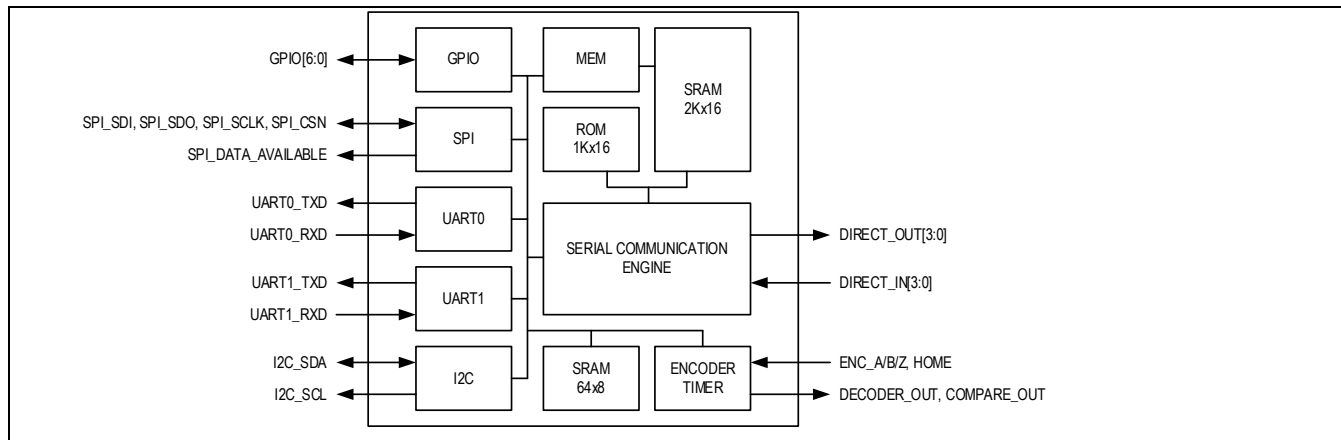 GPIO[6:0]
GPIO
MEM
SRAM
2Kx16
SPI_SDI, SPI_SDO, SPI_SCLK, SPI_CSN
SPI
SPI_DATA_AVAILABLE
ROM
1Kx16
UART0_TXD
UART0
UART0_RXD
SERIAL COMMUNICATION
ENGINE
DIRECT_OUT[3:0]
DIRECT_IN[3:0]
UART1_TXD
UART1
UART1_RXD
I2C_SDA
I2C
I2C_SCL
SRAM
64x8
ENCODER
TIMER
ENC_A/B/Z, HOME
DECODER_OUT, COMPARE_OUT